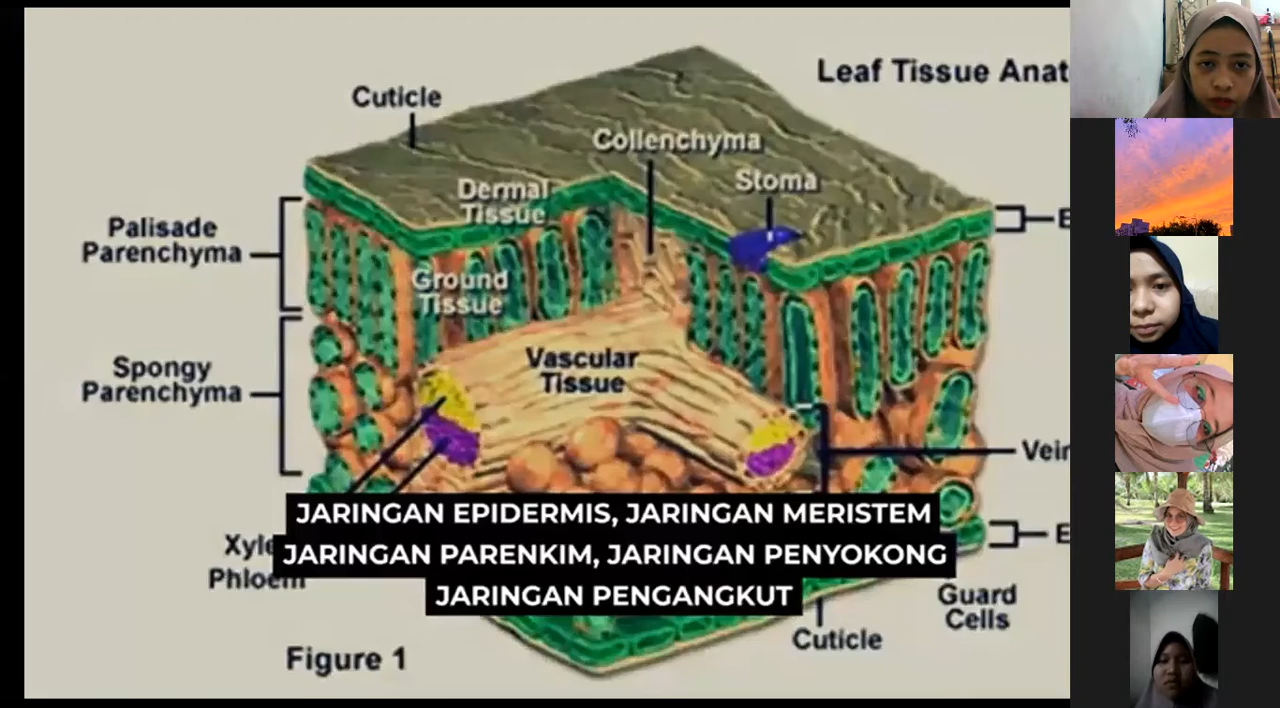 Leaf Tissue Anat
Cuticle
Collenchyma
Stoma
Dermal
Tissue
Palisade
Parenchyma
E
Ground
Tissue
Spongy
Parenchyma
Vascular
Tissue
Vein
JARINGAN EPIDERMIS, JARINGAN MERISTEM
JARINGAN PARENKIM, JARINGAN PENYOKONG
JARINGAN PENGANGKUT
Xyle
Phloem
E
Guard
Cells
Cuticle
Figure 1